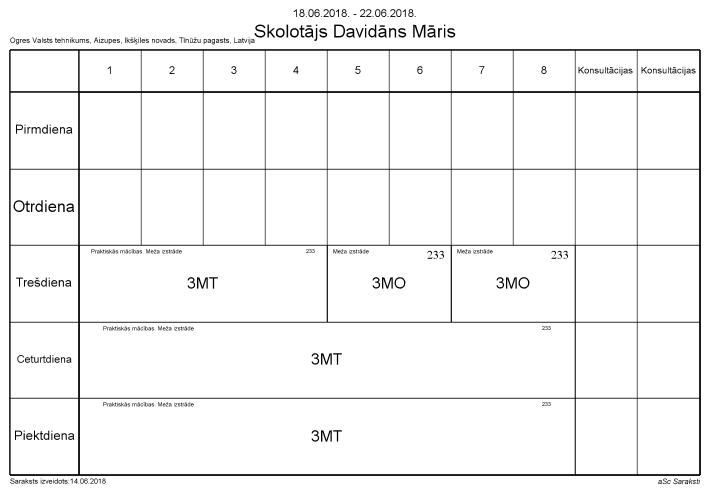 18.06.2018. - 22.06.2018.
Skolotājs Davidāns Māris
Ogres Valsts tehnikums, Aizupes, Ikšķiles novads, Tīnūžu pagasts, Latvija
1 2 3 4 5 6 7 8 Konsultācijas Konsultācijas
Pirmdiena
Otrdiena
Trešdiena
Praktiskās mācības. Meža izstrāde 233
3MT
Meža izstrāde 233
3MO
Meža izstrāde 233
3MO
Ceturtdiena
Praktiskās mācības. Meža izstrāde 233
3MT
Piektdiena
Praktiskās mācības. Meža izstrāde 233
3MT
Saraksts izveidots:14.06.2018
aSc Saraksti